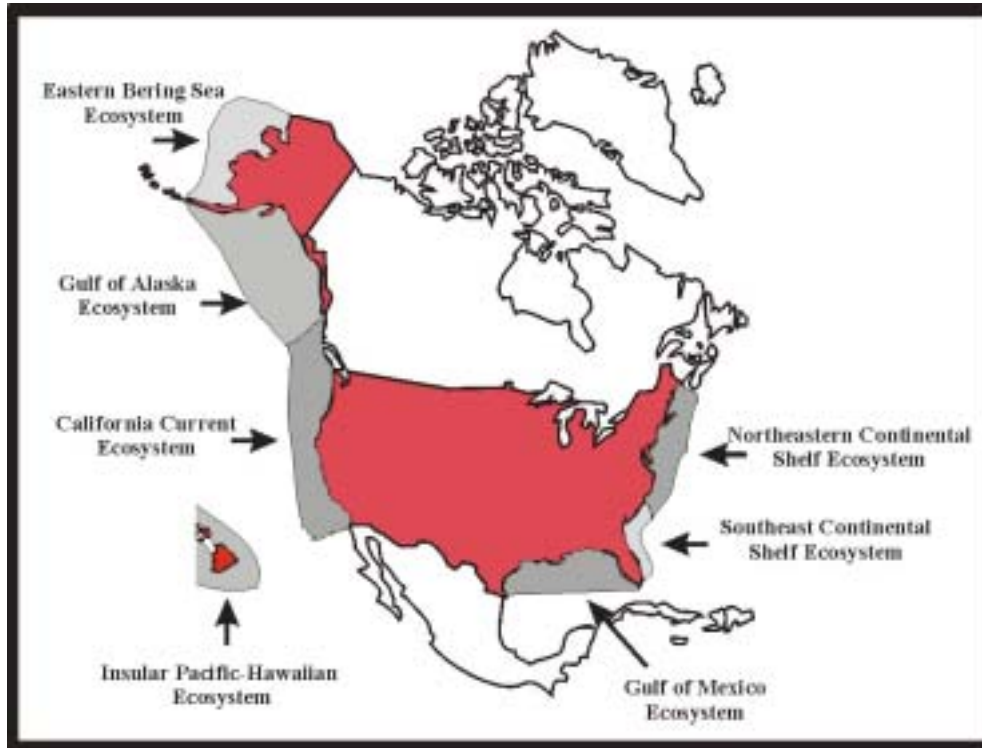 Eastern Bering Sea
Ecosystem
Gulf of Alaska
Ecosystem
California Current
Ecosystem
Northeastern Continental
Shelf Ecosystem
Southeast Continental
Shelf Ecosystem
Insular Pacific-Hawaiian
Ecosystem
Gulf of Mexico
Ecosystem